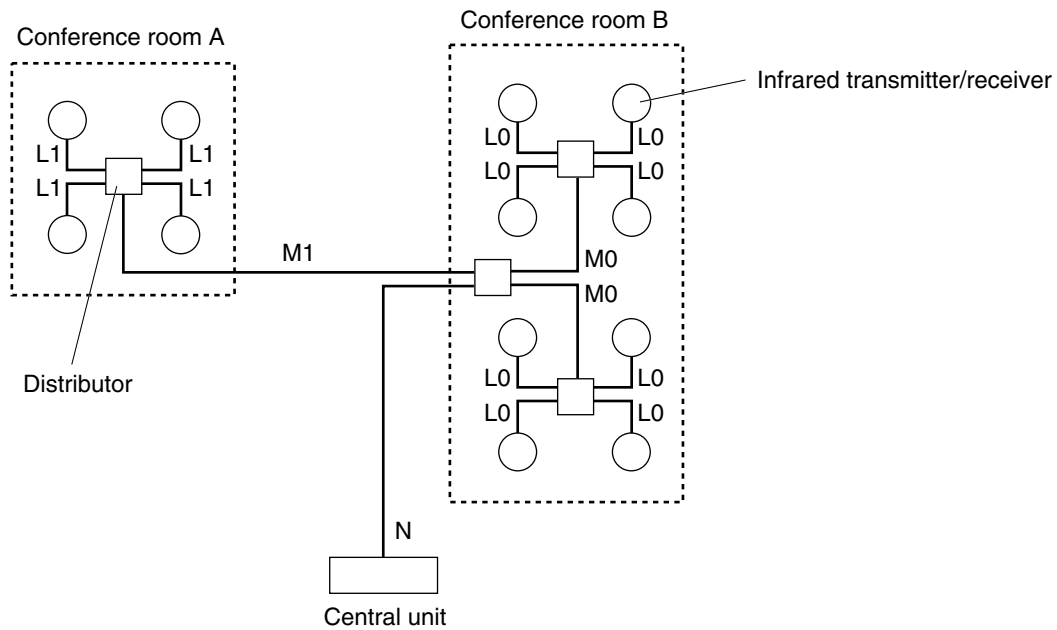 Conference room A
Conference room B
Infrared transmitter/receiver
L1
L1
L1
L1
L0
L0
L0
L0
M1
M0
M0
L0
L0
L0
L0
Distributor
N
Central unit